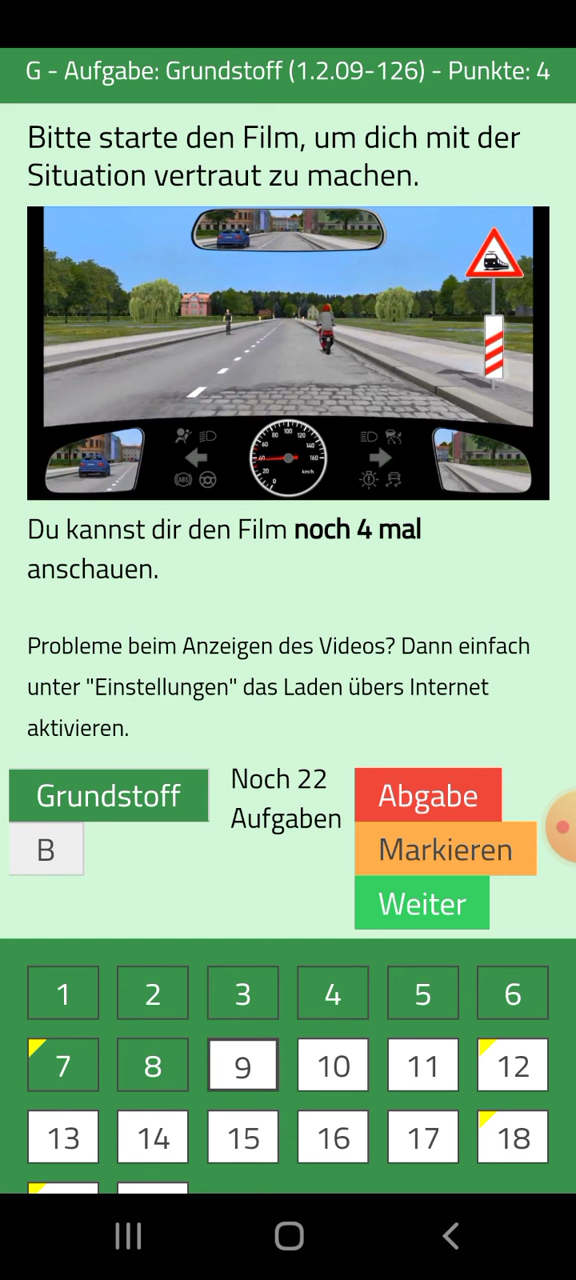 G - Aufgabe: Grundstoff (1.2.09-126) - Punkte: 4
Bitte starte den Film, um dich mit der
Situation vertraut zu machen.
Du kannst dir den Film noch 4 mal
anschauen.
Probleme beim Anzeigen des Videos? Dann einfach
unter "Einstellungen" das Laden übers Internet
aktivieren.
Grundstoff
Noch 22
Aufgaben
Abgabe
B
Markieren
Weiter
1 2 3 4 5 6
7 8 9 10 11 12
13 14 15 16 17 18